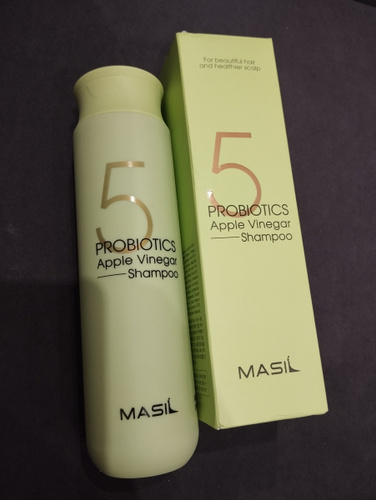 5
PROBIOTICS
Apple Vinegar
Shampoo
MASIL
For beautiful hair
and healthier scalp
5
PROBIOTICS
Apple Vinegar
Shampoo
MASIL